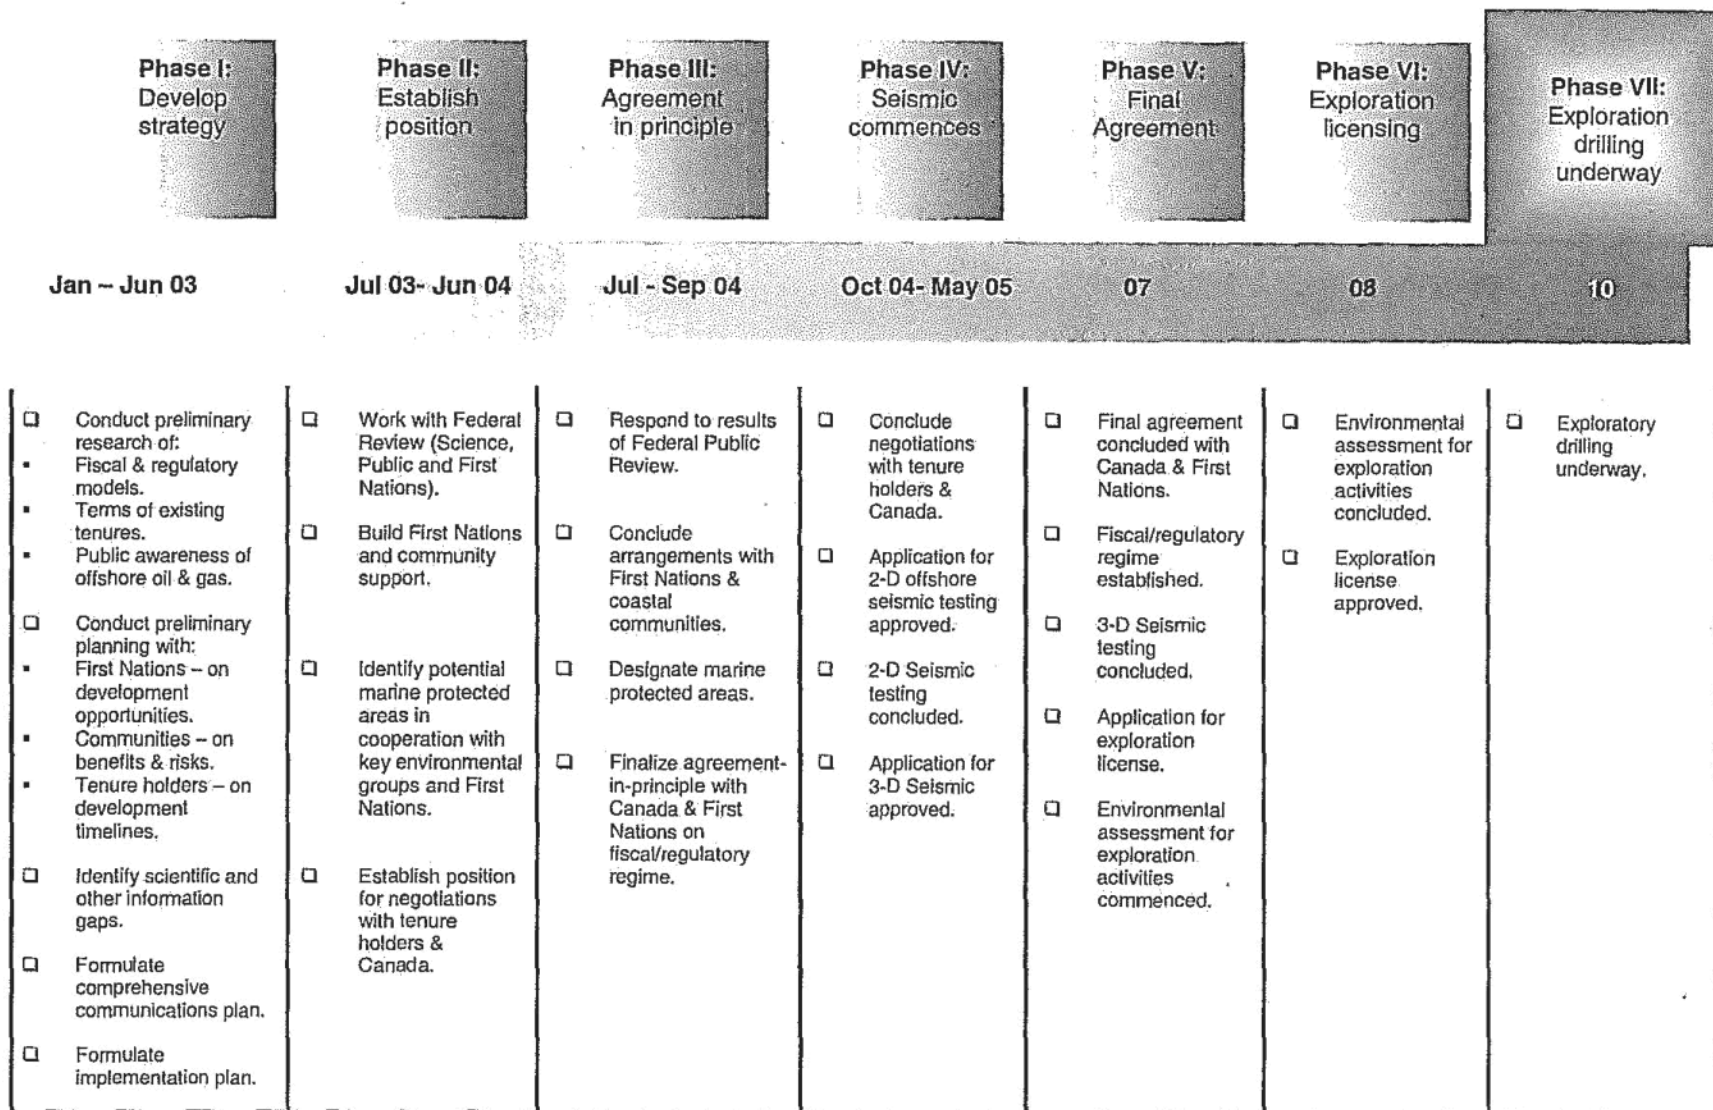 Phase I:
Develop
strategy
Phase II:
Establish
position
Phase III:
Agreement
in principle
Phase IV:
Seismic
commences
Phase V:
Final
Agreement
Phase VI:
Exploration
licensing
Phase VII:
Exploration
drilling
underway
Jan – Jun 03
Jul 03- Jun 04
Jul - Sep 04
Oct 04- May 05
07
08
10
❑ Conduct preliminary
research of:
▪ Fiscal & regulatory
models.
▪ Terms of existing
tenures.
▪ Public awareness of
offshore oil & gas.
❑ Conduct preliminary
planning with:
▪ First Nations – on
development
opportunities.
▪ Communities – on
benefits & risks.
▪ Tenure holders – on
development
timelines.
❑ Identify scientific and
other information
gaps.
❑ Formulate
comprehensive
communications plan.
❑ Formulate
implementation plan.
❑ Work with Federal
Review (Science,
Public and First
Nations).
❑ Build First Nations
and community
support.
❑ Identify potential
marine protected
areas in
cooperation with
key environmental
groups and First
Nations.
❑ Establish position
for negotiations
with tenure
holders &
Canada.
❑ Respond to results
of Federal Public
Review.
❑ Conclude
arrangements with
First Nations &
coastal
communities.
❑ Designate marine
protected areas.
❑ Finalize agreement-
in-principle with
Canada & First
Nations on
fiscal/regulatory
regime.
❑ Conclude
negotiations
with tenure
holders &
Canada.
❑ Application for
2-D offshore
seismic testing
approved.
❑ 2-D Seismic
testing
concluded.
❑ Application for
3-D Seismic
approved.
❑ Final agreement
concluded with
Canada & First
Nations.
❑ Fiscal/regulatory
regime
established.
❑ 3-D Seismic
testing
concluded.
❑ Application for
exploration
license.
❑ Environmental
assessment for
exploration
activities
commenced.
❑ Environmental
assessment for
exploration
activities
concluded.
❑ Exploration
license
approved.
❑ Exploratory
drilling
underway.